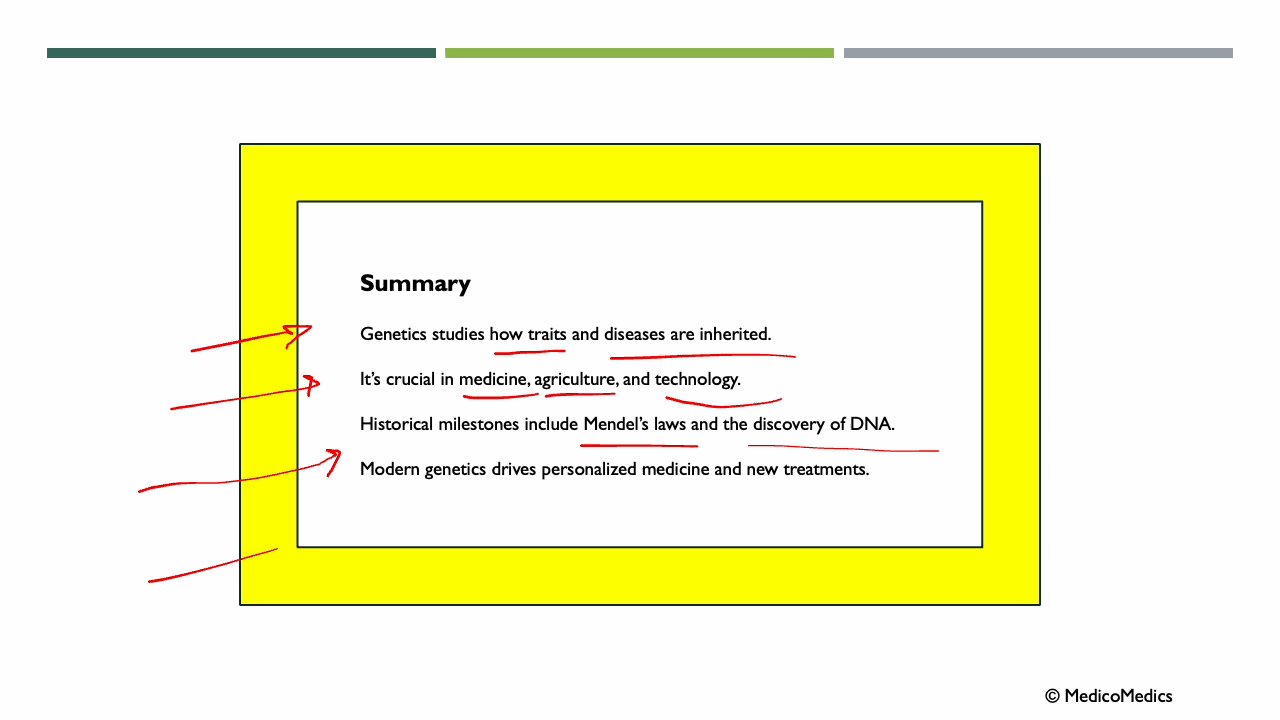 Summary
Genetics studies how traits and diseases are inherited.
It’s crucial in medicine, agriculture, and technology.
Historical milestones include Mendel’s laws and the discovery of DNA.
Modern genetics drives personalized medicine and new treatments.
© MedicoMedics